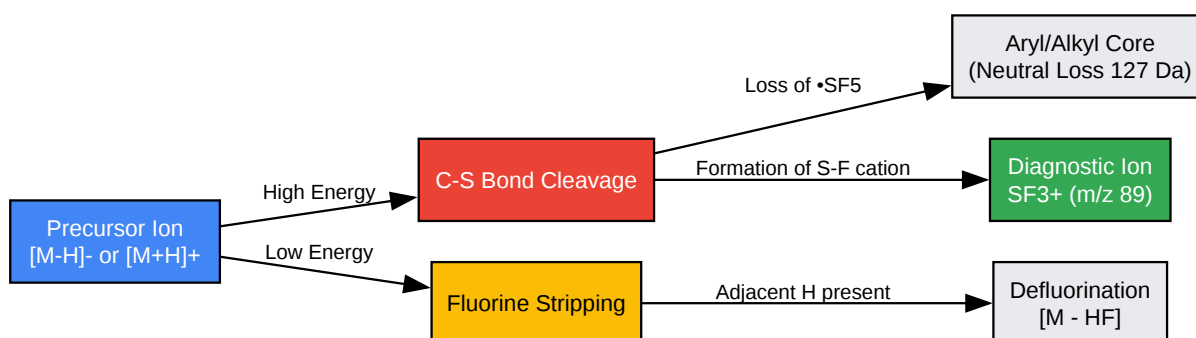 Aryl/Alkyl Core
(Neutral Loss 127 Da)
Loss of •SF5
C-S Bond Cleavage
Formation of S-F cation
Diagnostic Ion
SF3+ (m/z 89)
High Energy
Precursor Ion
[M-H]- or [M+H]+
Low Energy
Fluorine Stripping
Adjacent H present
Defluorination
[M - HF]